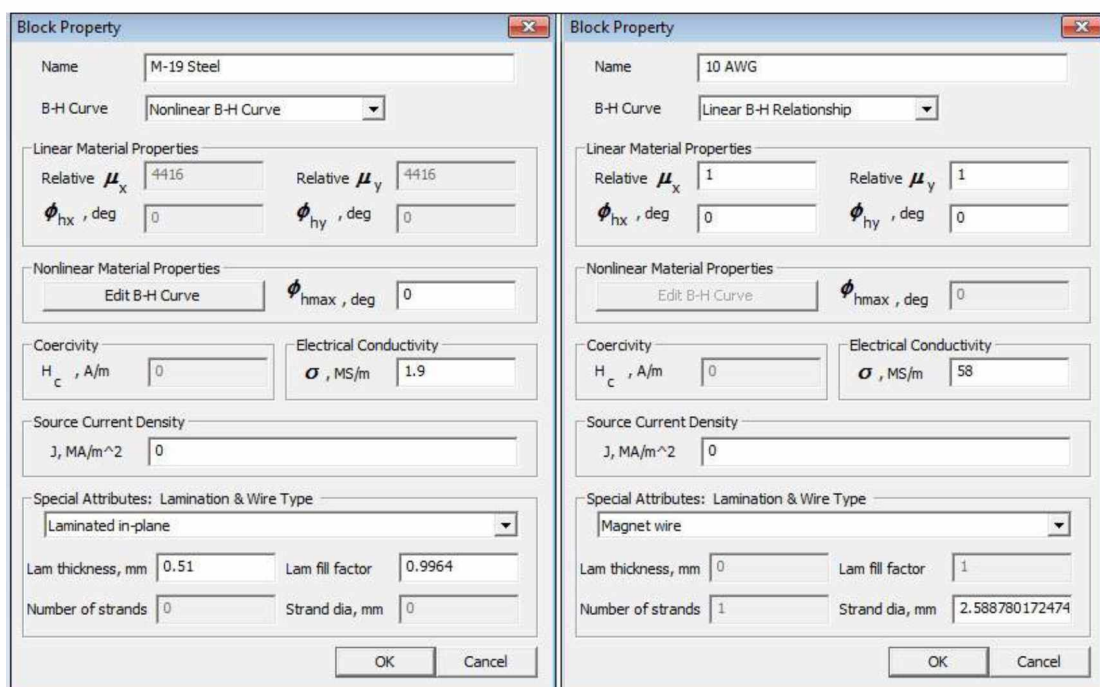 Block Property
Name M-19 Steel
B-H Curve Nonlinear B-H Curve
Linear Material Properties
Relative μx 4416 Relative μy 4416
ϕhx , deg 0 ϕhy , deg 0
Nonlinear Material Properties
Edit B-H Curve ϕhmax , deg 0
Coercivity Electrical Conductivity
Hc , A/m 0 σ , MS/m 1.9
Source Current Density
J, MA/m^2 0
Special Attributes: Lamination & Wire Type
Laminated in-plane
Lam thickness, mm 0.51 Lam fill factor 0.9964
Number of strands 0 Strand dia, mm 0
OK Cancel
Block Property
Name 10 AWG
B-H Curve Linear B-H Relationship
Linear Material Properties
Relative μx 1 Relative μy 1
ϕhx , deg 0 ϕhy , deg 0
Nonlinear Material Properties
Edit B-H Curve ϕhmax , deg 0
Coercivity Electrical Conductivity
Hc , A/m 0 σ , MS/m 58
Source Current Density
J, MA/m^2 0
Special Attributes: Lamination & Wire Type
Magnet wire
Lam thickness, mm 0 Lam fill factor 1
Number of strands 1 Strand dia, mm 2.588780172474
OK Cancel